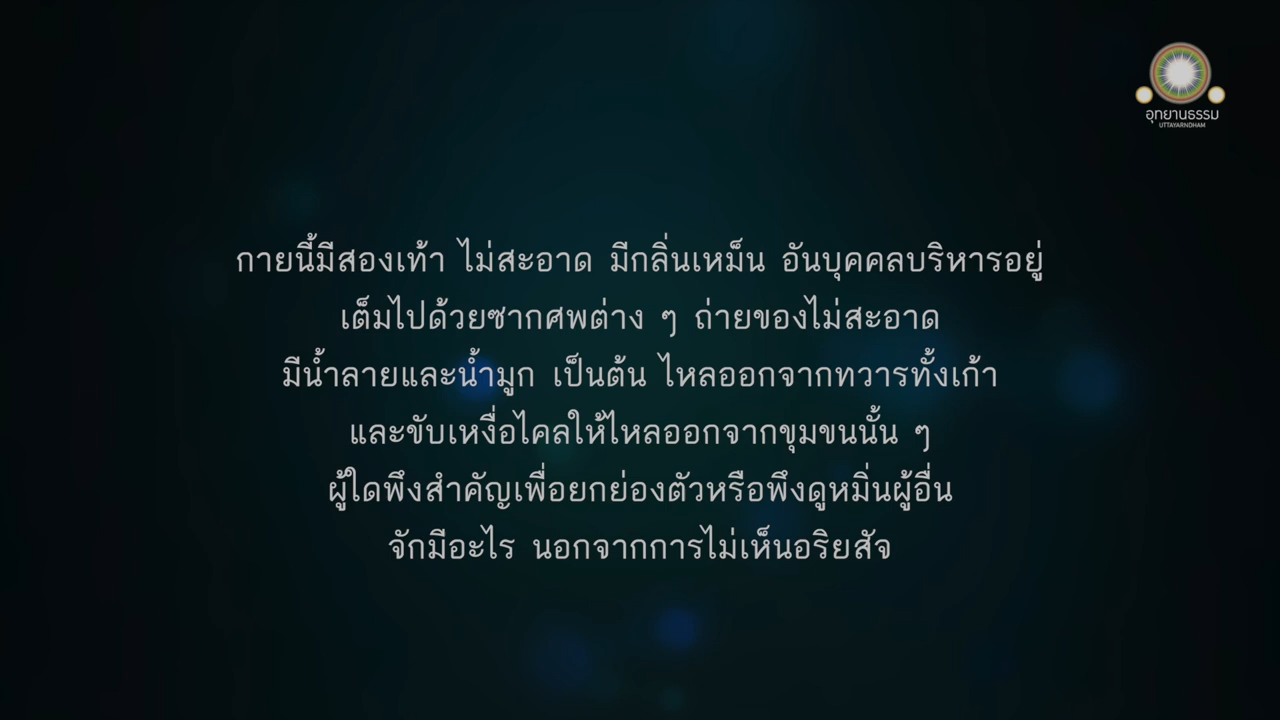 อุทยานธรรม
UTTAYARNDHAM
กายนี้มีสองเท้า ไม่สะอาด มีกลิ่นเหม็น อันบุคคลบริหารอยู่
เต็มไปด้วยซากศพต่าง ๆ ถ่ายของไม่สะอาด
มีน้ำลายและน้ำมูก เป็นต้น ไหลออกจากทวารทั้งเก้า
และขับเหงื่อไคลให้ไหลออกจากขุมขนนั้น ๆ
ผู้ใดพึงสำคัญเพื่อยกย่องตัวหรือพึงดูหมิ่นผู้อื่น
จักมีอะไร นอกจากการไม่เห็นอริยสัจ